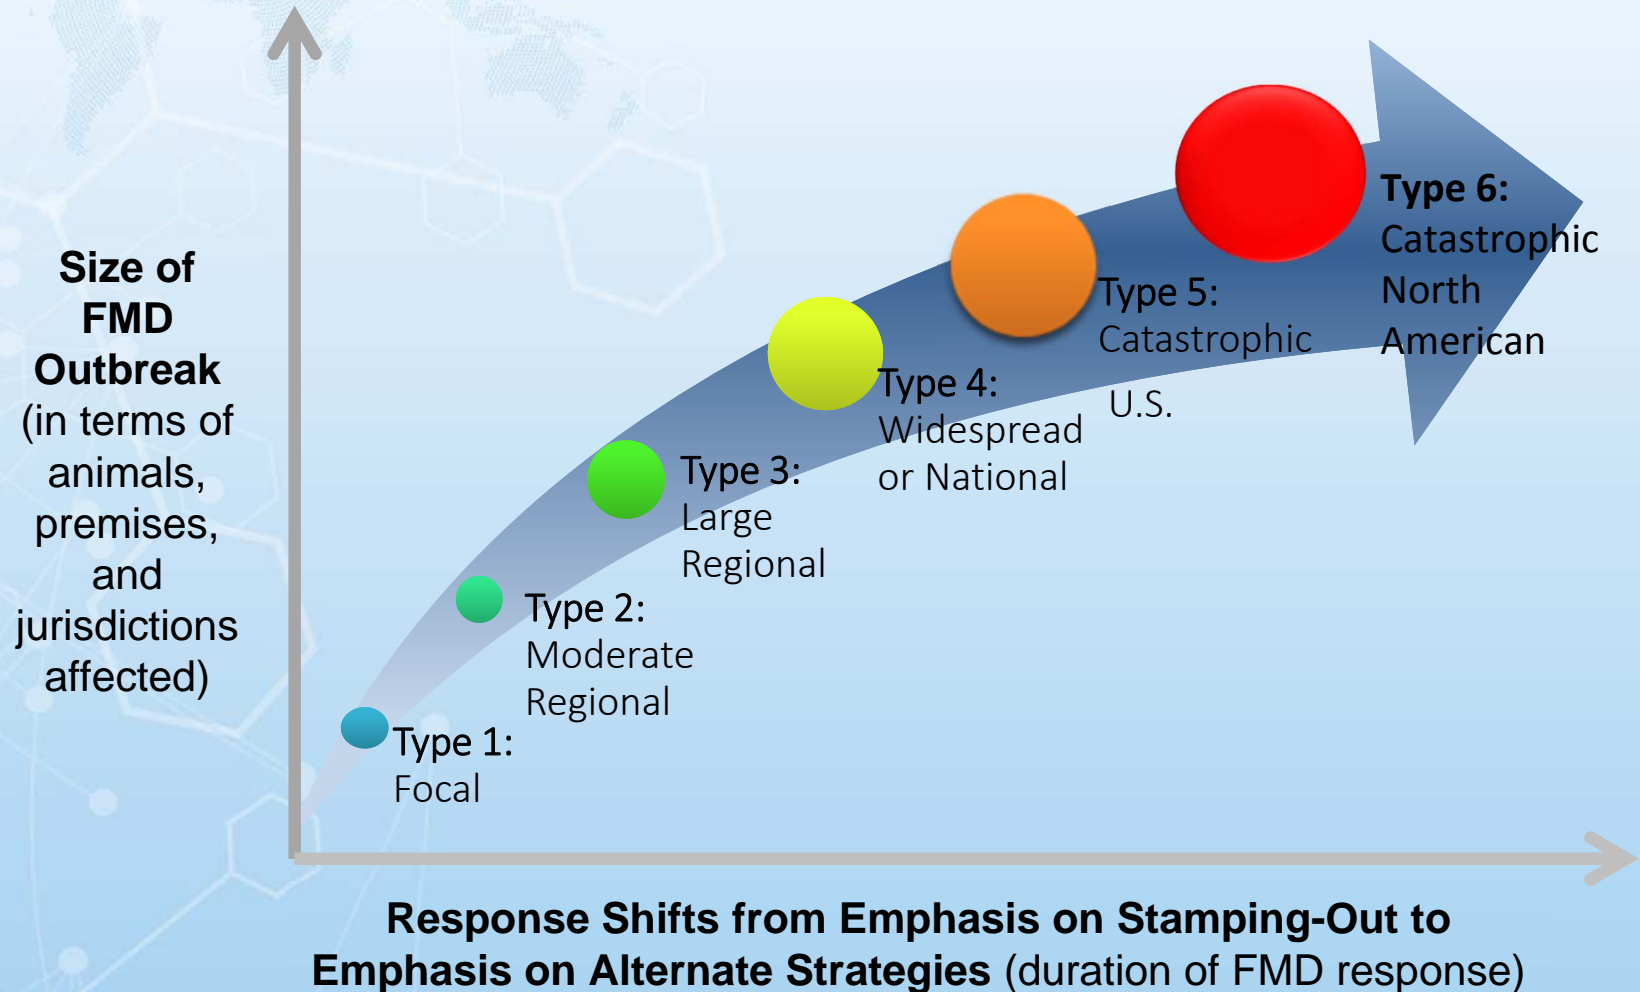 Size of
FMD
Outbreak
(in terms of
animals,
premises,
and
jurisdictions
affected)
Type 1:
Focal
Type 2:
Moderate
Regional
Type 3:
Large
Regional
Type 4:
Widespread
or National
Type 5:
Catastrophic
U.S.
Type 6:
Catastrophic
North
American
Response Shifts from Emphasis on Stamping-Out to
Emphasis on Alternate Strategies (duration of FMD response)